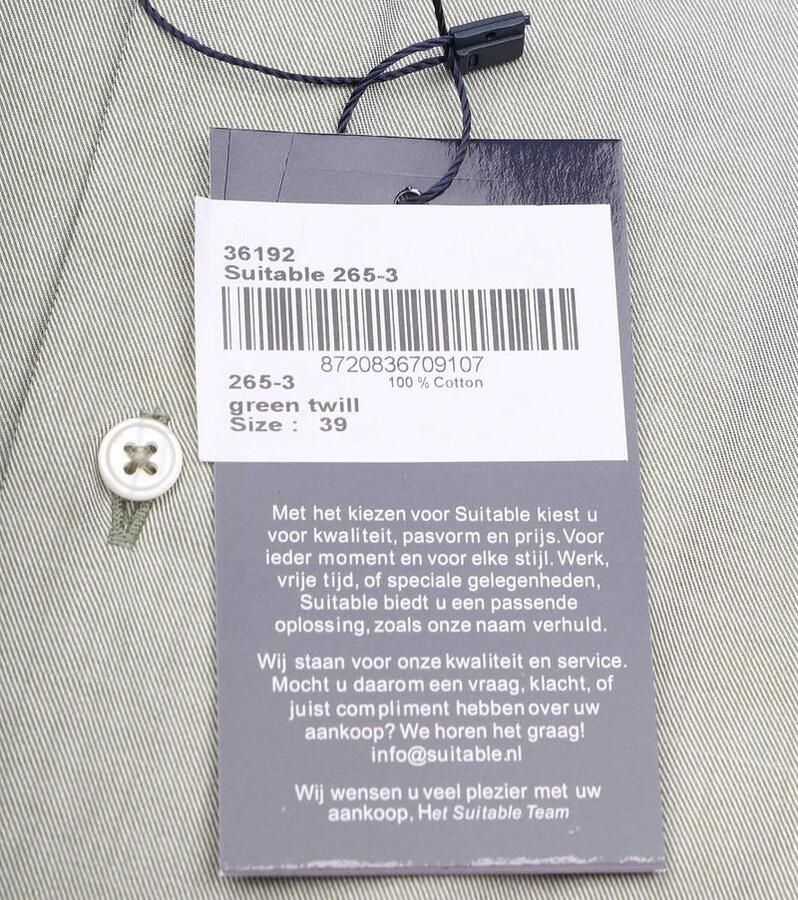 36192
Suitable 265-3
8720836709107
265-3
100 % Cotton
green twill
Size : 39
Met het kiezen voor Suitable kiest u
voor kwaliteit, pasvorm en prijs. Voor
ieder moment en voor elke stijl. Werk,
vrije tijd, of speciale gelegenheden,
Suitable biedt u een passende
oplossing, zoals onze naam verhuld.
Wij staan voor onze kwaliteit en service.
Mocht u daarom een vraag, klacht, of
juist compliment hebben over uw
aankoop? We horen het graag!
info@suitable.nl
Wij wensen u veel plezier met uw
aankoop, Het Suitable Team